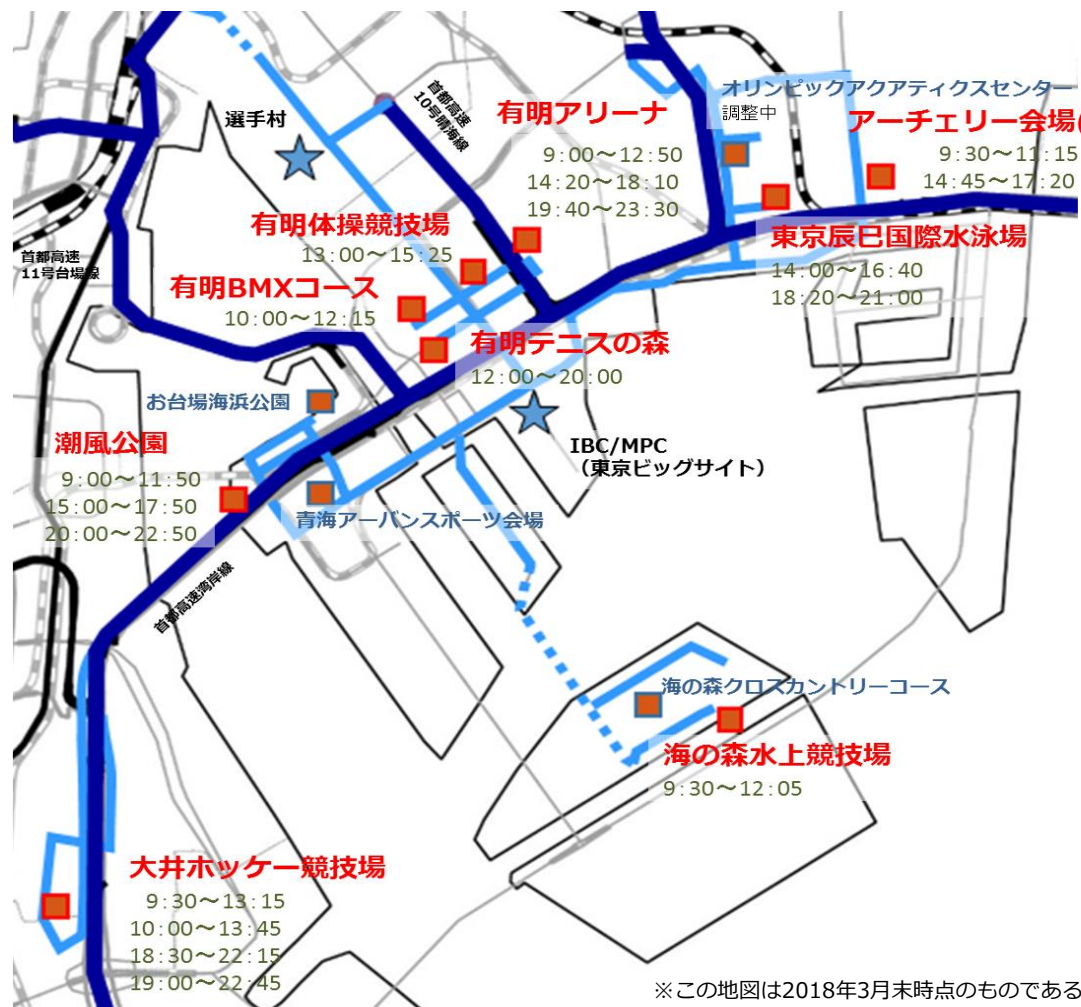 オリンピックアクアティクスセンター
調整中
首都高速
10号晴海線
有明アリーナ
9:00～12:50
14:20～18:10
19:40～23:30
アーチェリー会場(
9:30～11:15
14:45～17:20
選手村
有明体操競技場
13:00～15:25
東京辰巳国際水泳場
14:00～16:40
18:20～21:00
首都高速
11号台場線
有明BMXコース
10:00～12:15
有明テニスの森
12:00～20:00
お台場海浜公園
IBC/MPC
（東京ビッグサイト）
潮風公園
9:00～11:50
15:00～17:50
20:00～22:50
青海アーバンスポーツ会場
首都高速湾岸線
海の森クロスカントリーコース
海の森水上競技場
9:30～12:05
大井ホッケー競技場
9:30～13:15
10:00～13:45
18:30～22:15
19:00～22:45
※この地図は2018年3月末時点のものである